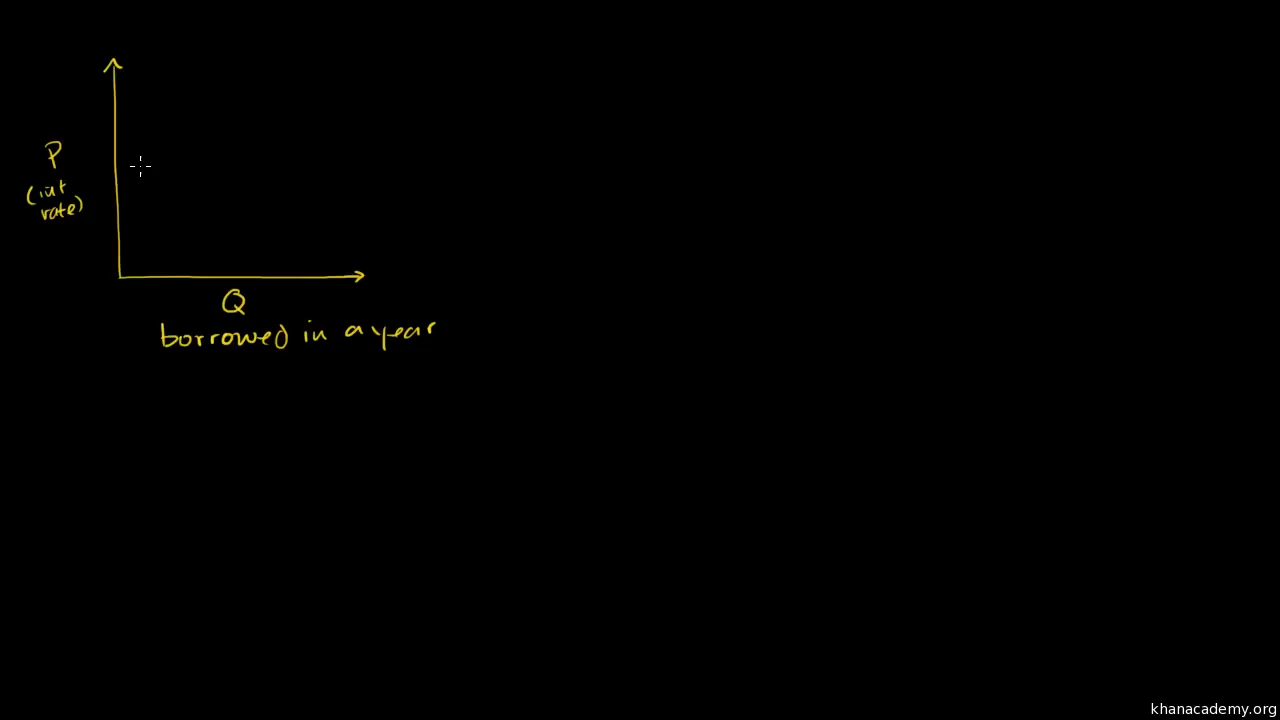 P
(int
rate)
Q
borrowed in a year
khanacademy.org